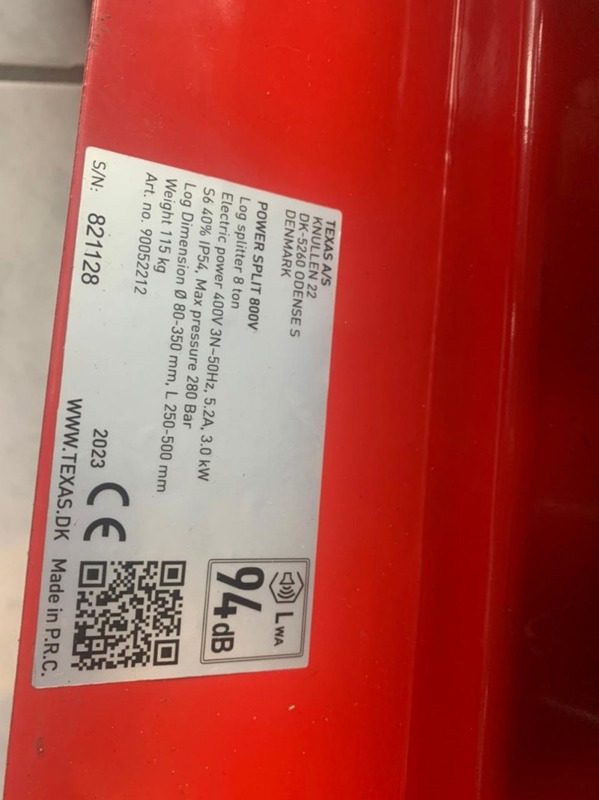 TEXAS A/S
KNULLEN 22
DK-5260 ODENSE S
DENMARK
POWER SPLIT 800V
Log splitter 8 ton
Electric power 400V 3N~50Hz, 5.2A, 3.0 kW
S6 40% IP54, Max pressure 280 Bar
Log Dimension Ø 80-350 mm, L 250-500 mm
Weight 115 kg
Art. no. 90052212
S/N: 821128
LWA
94 dB
2023 CE
WWW.TEXAS.DK Made in P.R.C.